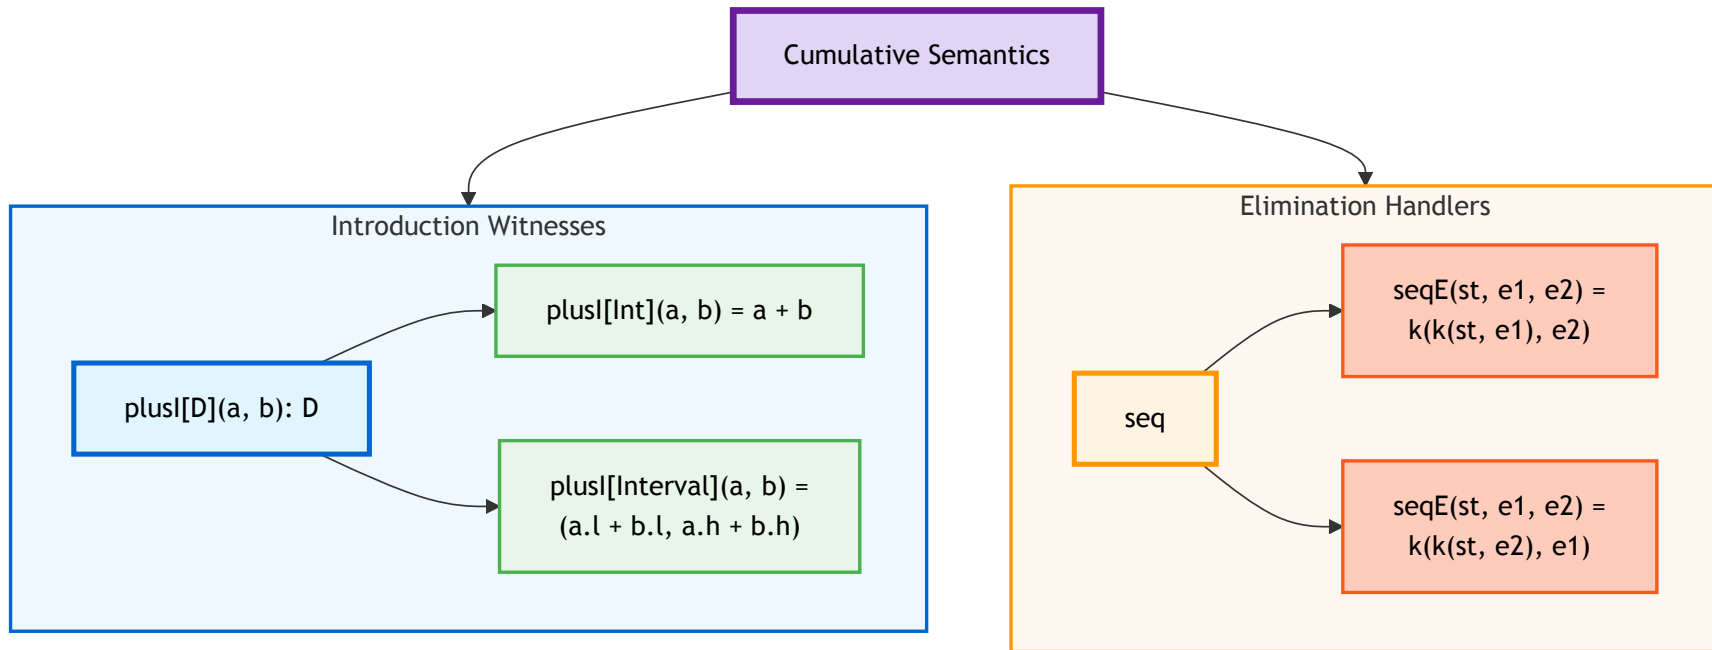 Cumulative Semantics
Introduction Witnesses
plusI[D](a, b): D
plusI[Int](a, b) = a + b
plusI[Interval](a, b) =
(a.l + b.l, a.h + b.h)
Elimination Handlers
seq
seqE(st, e1, e2) =
k(k(st, e1), e2)
seqE(st, e1, e2) =
k(k(st, e2), e1)